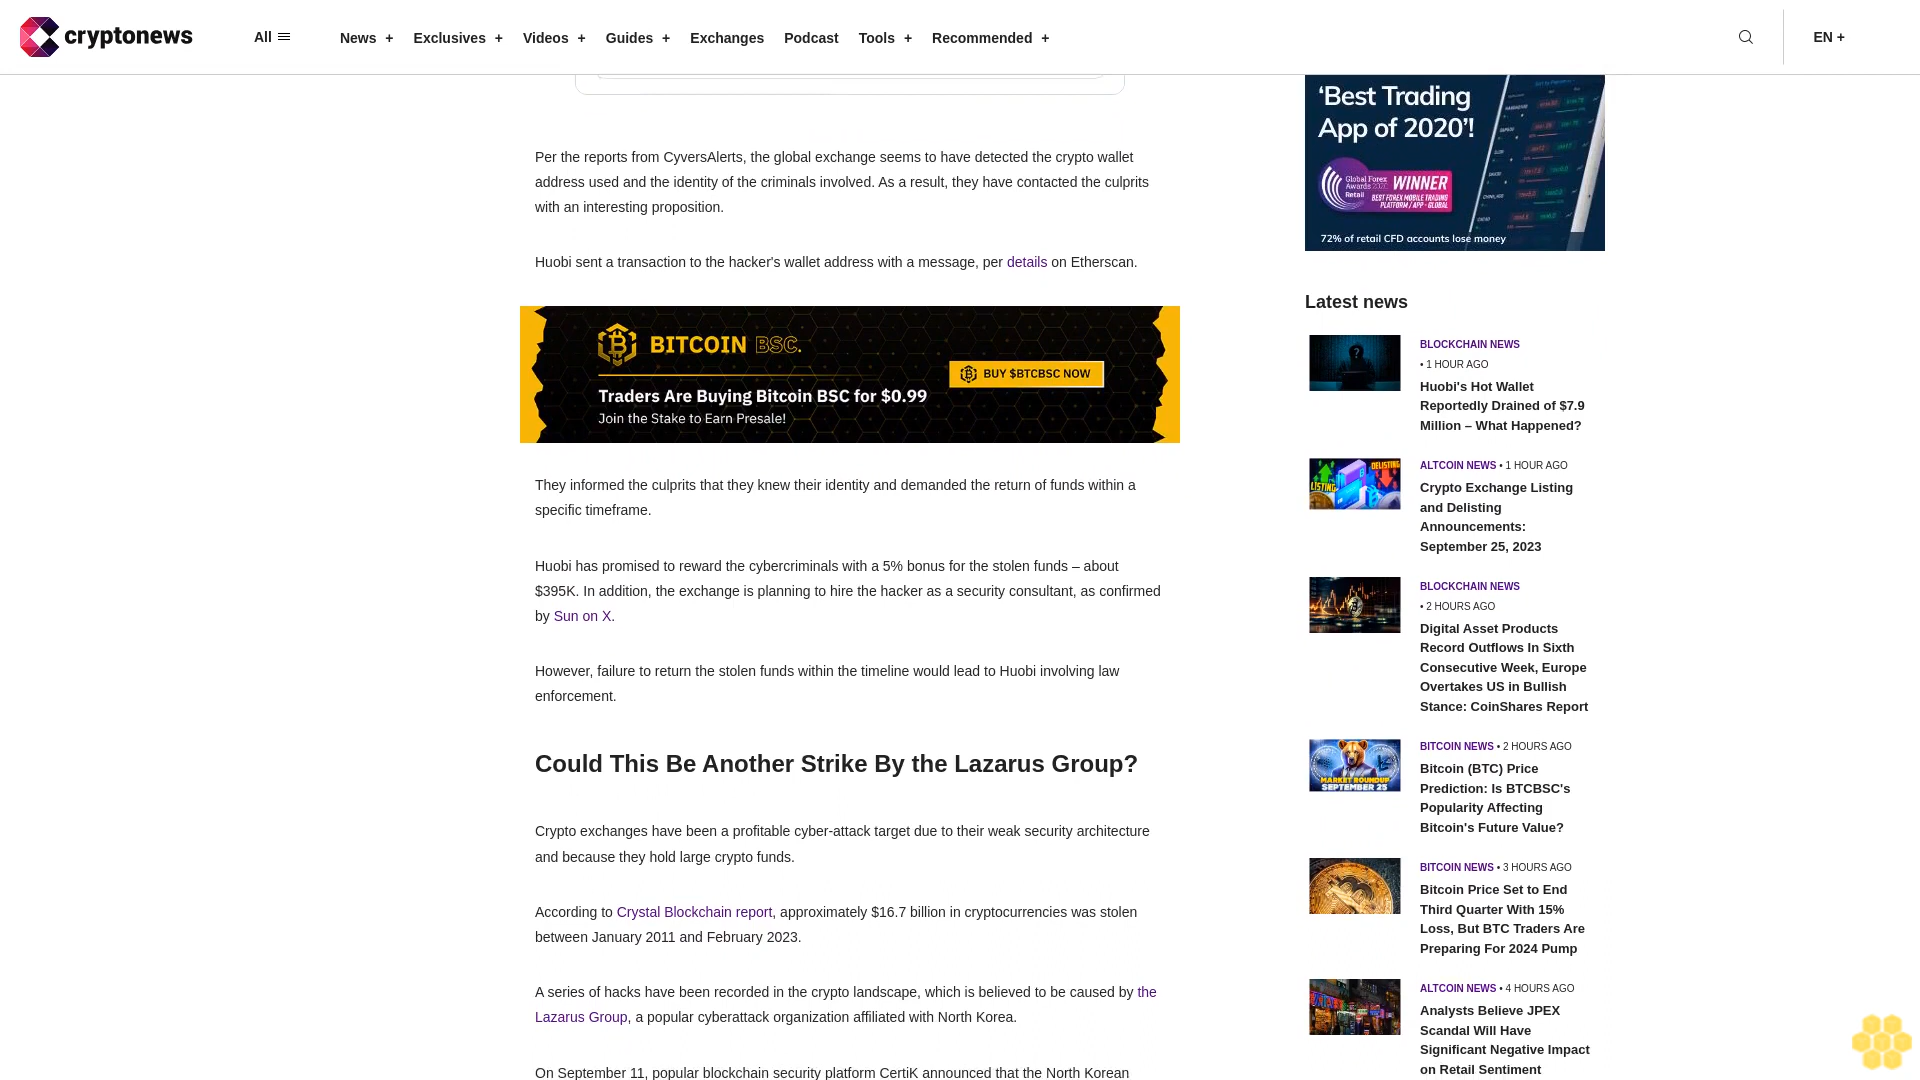 cryptonews
All
News +
Exclusives +
Videos +
Guides +
Exchanges
Podcast
Tools +
Recommended +
EN +
Per the reports from CyversAlerts, the global exchange seems to have detected the crypto wallet
address used and the identity of the criminals involved. As a result, they have contacted the culprits
with an interesting proposition.
Huobi sent a transaction to the hacker's wallet address with a message, per details on Etherscan.
BITCOIN BSC.
Traders Are Buying Bitcoin BSC for $0.99
Join the Stake to Earn Presale!
BUY $BTCBSC NOW
They informed the culprits that they knew their identity and demanded the return of funds within a
specific timeframe.
Huobi has promised to reward the cybercriminals with a 5% bonus for the stolen funds – about
$395K. In addition, the exchange is planning to hire the hacker as a security consultant, as confirmed
by Sun on X.
However, failure to return the stolen funds within the timeline would lead to Huobi involving law
enforcement.
Could This Be Another Strike By the Lazarus Group?
Crypto exchanges have been a profitable cyber-attack target due to their weak security architecture
and because they hold large crypto funds.
According to Crystal Blockchain report, approximately $16.7 billion in cryptocurrencies was stolen
between January 2011 and February 2023.
A series of hacks have been recorded in the crypto landscape, which is believed to be caused by the
Lazarus Group, a popular cyberattack organization affiliated with North Korea.
On September 11, popular blockchain security platform CertiK announced that the North Korean
'Best Trading
App of 2020'!
Global Forex
Awards 2020
Retail
WINNER
BEST FOREX MOBILE TRADING
PLATFORM / APP - GLOBAL
72% of retail CFD accounts lose money
Latest news
BLOCKCHAIN NEWS
• 1 HOUR AGO
Huobi's Hot Wallet
Reportedly Drained of $7.9
Million – What Happened?
LISTING
DELISTING
ALTCOIN NEWS • 1 HOUR AGO
Crypto Exchange Listing
and Delisting
Announcements:
September 25, 2023
BLOCKCHAIN NEWS
• 2 HOURS AGO
Digital Asset Products
Record Outflows In Sixth
Consecutive Week, Europe
Overtakes US in Bullish
Stance: CoinShares Report
MARKET ROUNDUP
SEPTEMBER 25
BITCOIN NEWS • 2 HOURS AGO
Bitcoin (BTC) Price
Prediction: Is BTCBSC's
Popularity Affecting
Bitcoin's Future Value?
BITCOIN NEWS • 3 HOURS AGO
Bitcoin Price Set to End
Third Quarter With 15%
Loss, But BTC Traders Are
Preparing For 2024 Pump
ALTCOIN NEWS • 4 HOURS AGO
Analysts Believe JPEX
Scandal Will Have
Significant Negative Impact
on Retail Sentiment